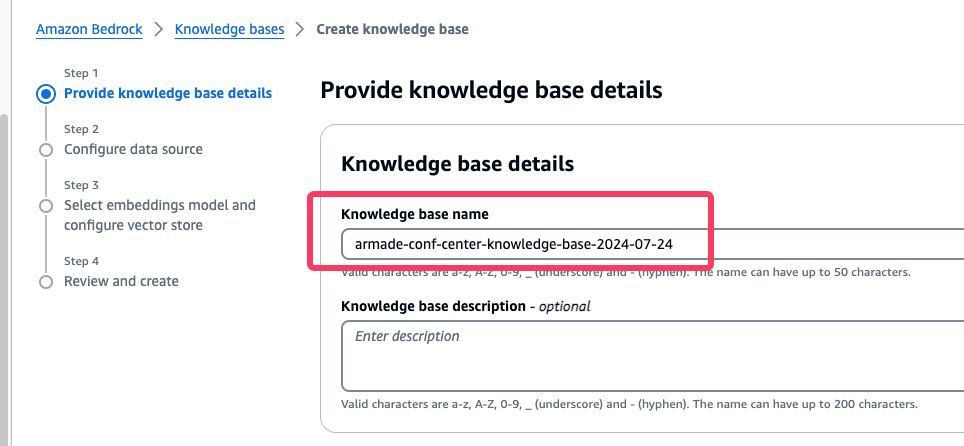 Amazon Bedrock > Knowledge bases > Create knowledge base
Step 1
Provide knowledge base details
Step 2
Configure data source
Step 3
Select embeddings model and
configure vector store
Step 4
Review and create
Provide knowledge base details
Knowledge base details
Knowledge base name
armade-conf-center-knowledge-base-2024-07-24
Valid characters are a-z, A-Z, 0-9, _ (underscore) and - (hyphen). The name can have up to 50 characters.
Knowledge base description - optional
Enter description
Valid characters are a-z, A-Z, 0-9, _ (underscore) and - (hyphen). The name can have up to 200 characters.